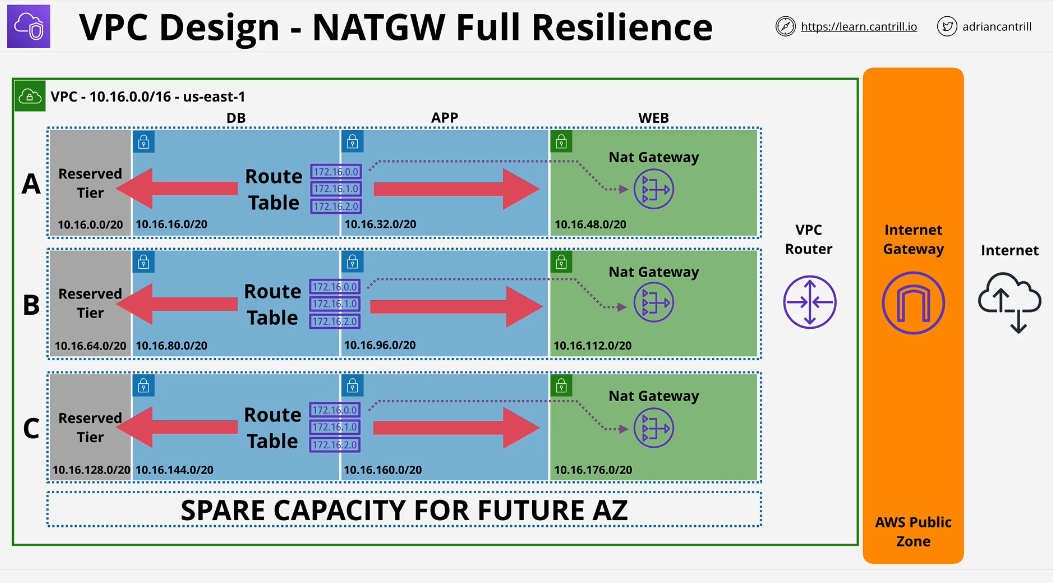 VPC Design - NATGW Full Resilience
https://learn.cantrill.io
adriancantrill
VPC - 10.16.0.0/16 - us-east-1
DB
APP
WEB
A
Reserved
Tier
10.16.0.0/20
Route
Table
172.16.0.0
172.16.1.0
172.16.2.0
10.16.16.0/20
10.16.32.0/20
Nat Gateway
10.16.48.0/20
B
Reserved
Tier
10.16.64.0/20
Route
Table
172.16.0.0
172.16.1.0
172.16.2.0
10.16.80.0/20
10.16.96.0/20
Nat Gateway
10.16.112.0/20
C
Reserved
Tier
10.16.128.0/20
Route
Table
172.16.0.0
172.16.1.0
172.16.2.0
10.16.144.0/20
10.16.160.0/20
Nat Gateway
10.16.176.0/20
SPARE CAPACITY FOR FUTURE AZ
VPC
Router
Internet
Gateway
AWS Public
Zone
Internet